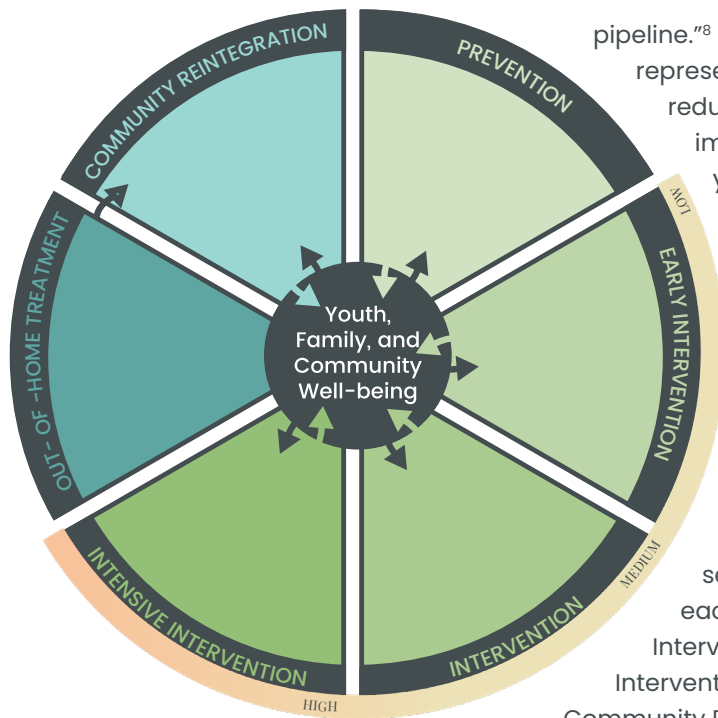 pipeline.”⁸
represe
redu
im
COMMUNITY REINTEGRATION
PREVENTION
LOW
EARLY INTERVENTION
OUT- OF -HOME TREATMENT
Youth,
Family, and
Community
Well-being
MEDIUM
INTENSIVE INTERVENTION
INTERVENTION
HIGH
se
eac
Interv
Intervent
Community